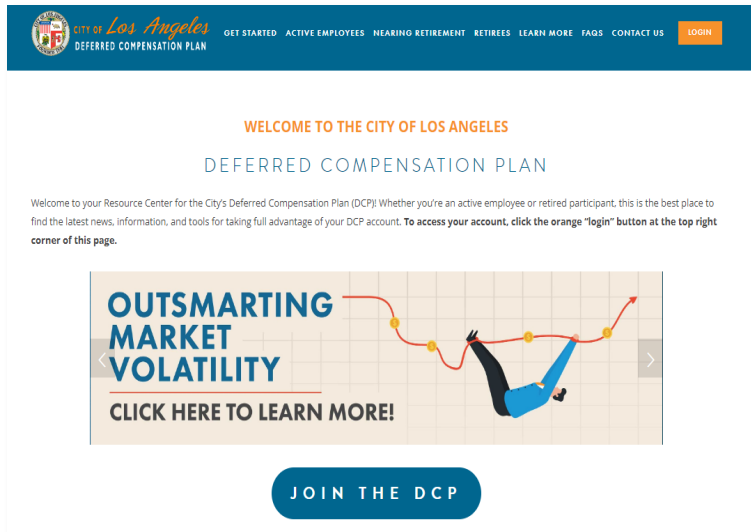 CITY OF Los Angeles
DEFERRED COMPENSATION PLAN
GET STARTED ACTIVE EMPLOYEES NEARING RETIREMENT RETIREES LEARN MORE FAQS CONTACT US LOGIN
WELCOME TO THE CITY OF LOS ANGELES
DEFERRED COMPENSATION PLAN
Welcome to your Resource Center for the City's Deferred Compensation Plan (DCP)! Whether you're an active employee or retired participant, this is the best place to
find the latest news, information, and tools for taking full advantage of your DCP account. To access your account, click the orange "login" button at the top right
corner of this page.
OUTSMARTING
MARKET
VOLATILITY
CLICK HERE TO LEARN MORE!
JOIN THE DCP